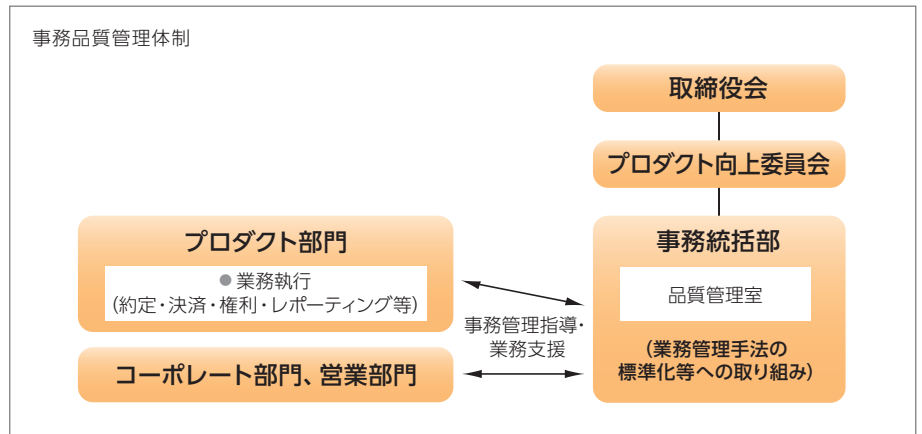 事務品質管理体制
取締役会
プロダクト向上委員会
プロダクト部門
●業務執行
(約定・決済・権利・レポーティング等)
コーポレート部門、営業部門
事務管理指導・
業務支援
事務統括部
品質管理室
(業務管理手法の
標準化等への取り組み)